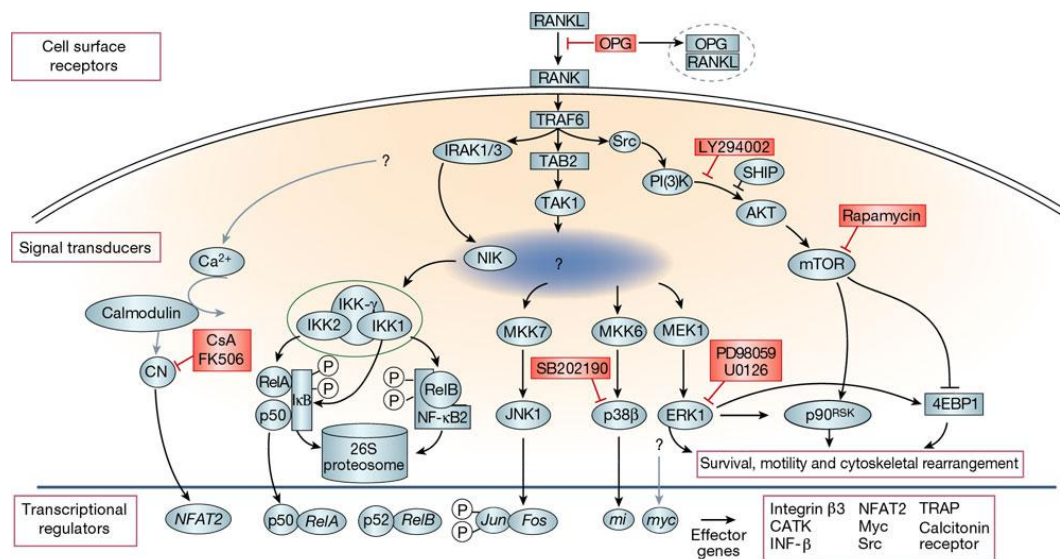 RANKL
Cell surface
receptors
OPG
OPG
RANKL
RANK
TRAF6
IRAK1/3
TAB2
Src
LY294002
?
PI(3)K
SHIP
TAK1
AKT
Rapamycin
Signal transducers
Ca2+
NIK
?
mTOR
Calmodulin
IKK-γ
IKK2
IKK1
MKK7
MKK6
MEK1
CsA
FK506
CN
PD98059
U0126
SB202190
RelA
P
P
IκB
p50
P
P
RelB
NF-κB2
JNK1
p38β
ERK1
p90RSK
4EBP1
26S
proteosome
?
Survival, motility and cytoskeletal rearrangement
Transcriptional
regulators
NFAT2
p50
RelA
p52
RelB
P
P
Jun
Fos
mi
myc
Effector
genes
Integrin β3 NFAT2 TRAP
CATK Myc Calcitonin
INF-β Src receptor